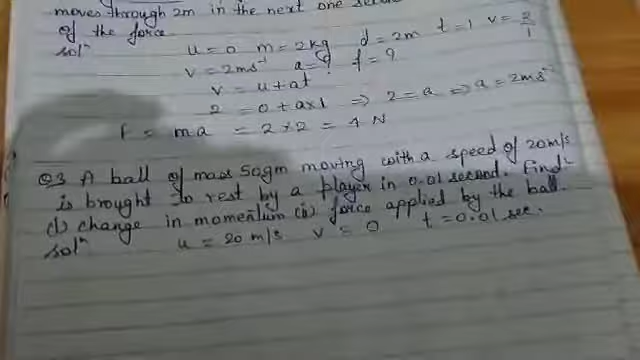 moves through 2m in the next one second
of the force
solⁿ u = 0 m = 2kg d = 2m t = 1 v = 2/1
v = 2ms⁻¹ a = ? f = ?
v = u + at
2 = 0 + a×1 ⇒ 2 = a ⇒ a = 2ms⁻²
f = ma = 2×2 = 4 N
Q3 A ball of mass 50gm moving with a speed of 20m/s
is brought to rest by a player in 0.01 second. Find
(i) change in momentum (ii) force applied by the ball.
solⁿ u = 20 m/s v = 0 t = 0.01 sec.